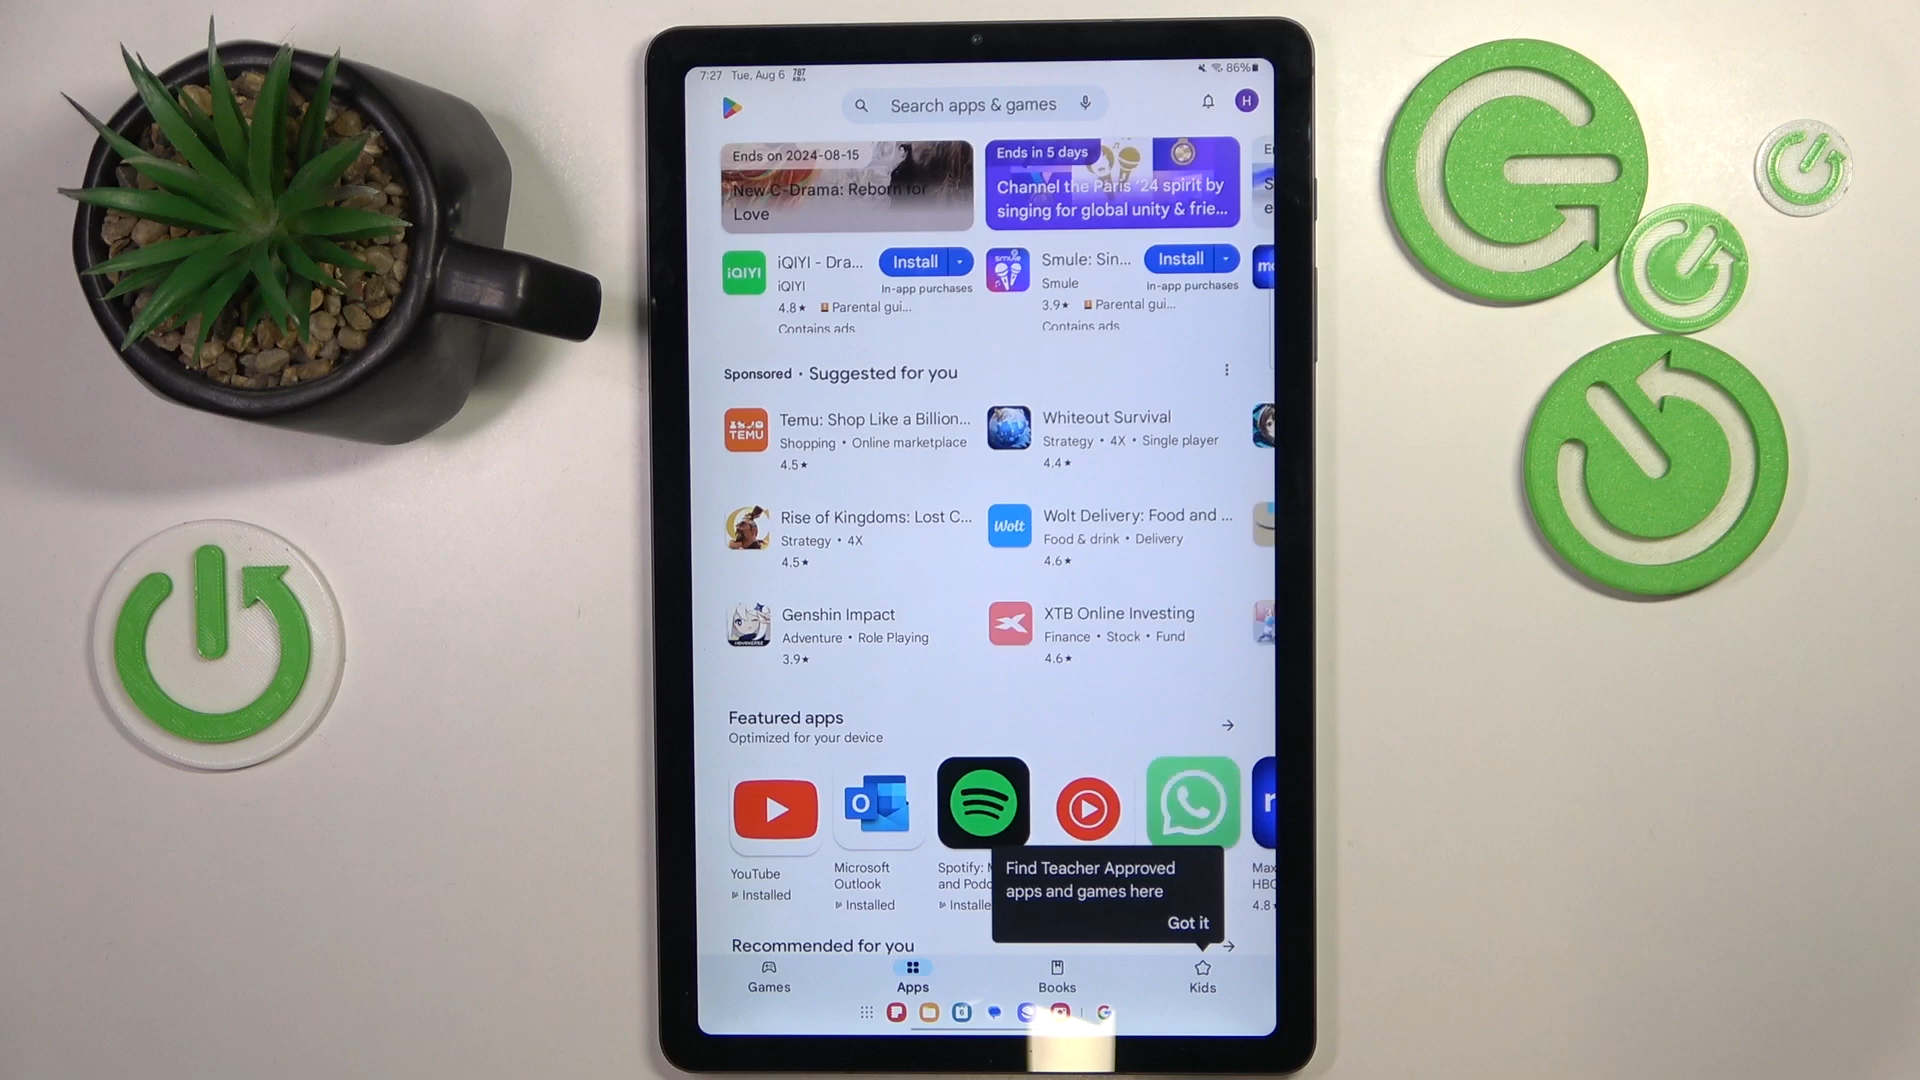 7:27 Tue, Aug 6 787 KB/s
86%
Search apps & games
H
Ends on 2024-08-15
New C-Drama: Reborn for
Love
Ends in 5 days
Channel the Paris '24 spirit by
singing for global unity & frie...
iQIYI
iQIYI - Dra...
iQIYI
4.8★ Parental gui...
Contains ads
Install
In-app purchases
Smule
Smule: Sin...
Smule
3.9★ Parental gui...
Contains ads
Install
In-app purchases
Sponsored • Suggested for you
TEMU
Temu: Shop Like a Billion...
Shopping • Online marketplace
4.5★
Whiteout Survival
Strategy • 4X • Single player
4.4★
Rise of Kingdoms: Lost C...
Strategy • 4X
4.5★
Wolt
Wolt Delivery: Food and ...
Food & drink • Delivery
4.6★
Genshin Impact
Adventure • Role Playing
3.9★
XTB Online Investing
Finance • Stock • Fund
4.6★
Featured apps
Optimized for your device
YouTube
Installed
Microsoft
Outlook
Installed
Spotify: M
and Podc
Installe
Max
HBO
4.8
Find Teacher Approved
apps and games here
Got it
Recommended for you
Games
Apps
Books
Kids